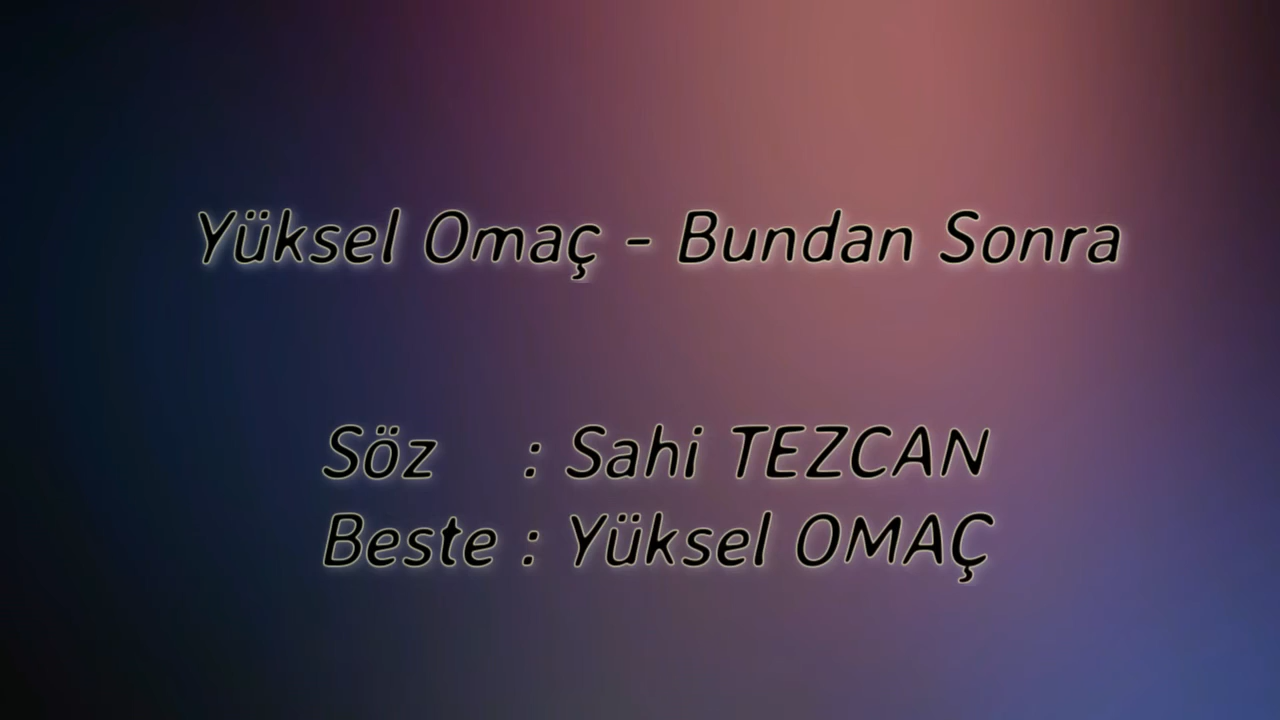 Yüksel Omaç - Bundan Sonra
Söz : Sahi TEZCAN
Beste : Yüksel OMAÇ